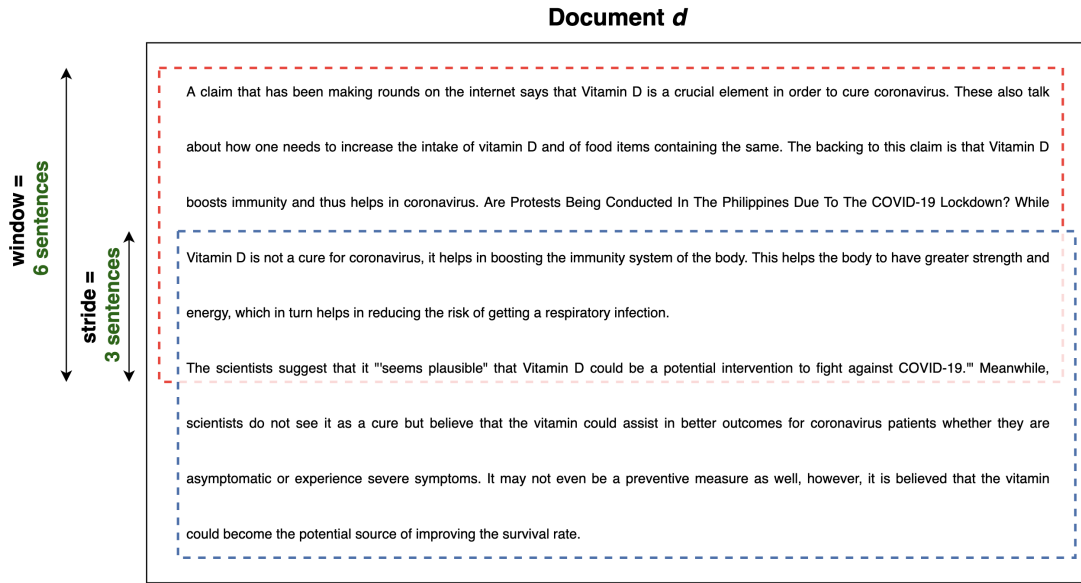 Document d
window =
6 sentences
stride =
3 sentences
A claim that has been making rounds on the internet says that Vitamin D is a crucial element in order to cure coronavirus. These also talk
about how one needs to increase the intake of vitamin D and of food items containing the same. The backing to this claim is that Vitamin D
boosts immunity and thus helps in coronavirus. Are Protests Being Conducted In The Philippines Due To The COVID-19 Lockdown? While
Vitamin D is not a cure for coronavirus, it helps in boosting the immunity system of the body. This helps the body to have greater strength and
energy, which in turn helps in reducing the risk of getting a respiratory infection.
The scientists suggest that it "'seems plausible" that Vitamin D could be a potential intervention to fight against COVID-19.'" Meanwhile,
scientists do not see it as a cure but believe that the vitamin could assist in better outcomes for coronavirus patients whether they are
asymptomatic or experience severe symptoms. It may not even be a preventive measure as well, however, it is believed that the vitamin
could become the potential source of improving the survival rate.